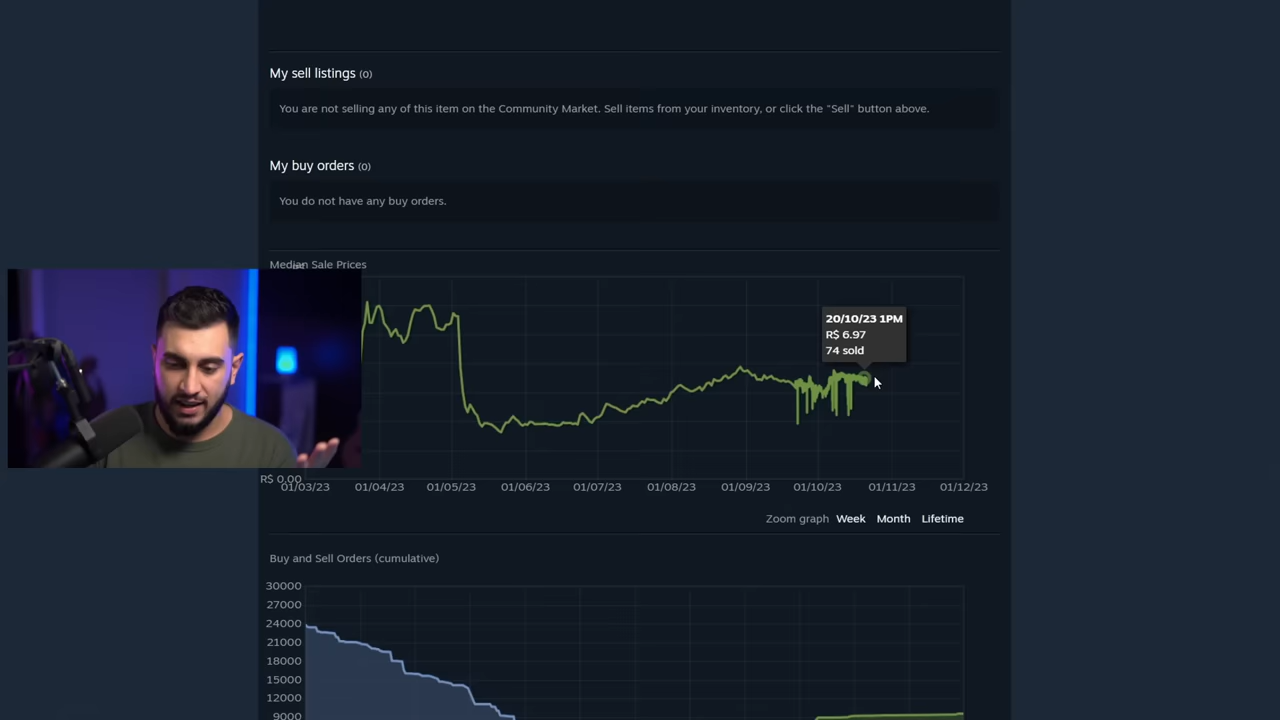 My sell listings (0)
You are not selling any of this item on the Community Market. Sell items from your inventory, or click the "Sell" button above.
My buy orders (0)
You do not have any buy orders.
Median Sale Prices
20/10/23 1PM
R$ 6.97
74 sold
R$ 0.00
01/03/23 01/04/23 01/05/23 01/06/23 01/07/23 01/08/23 01/09/23 01/10/23 01/11/23 01/12/23
Zoom graph Week Month Lifetime
Buy and Sell Orders (cumulative)
30000
27000
24000
21000
18000
15000
12000
9000